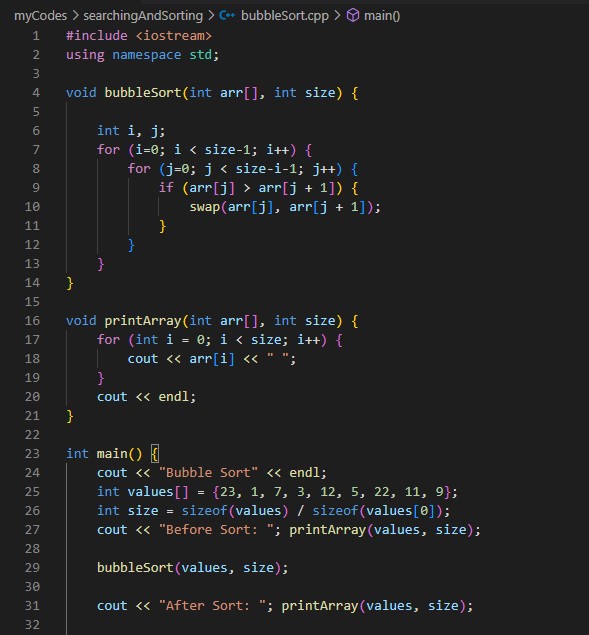 myCodes > searchingAndSorting > C++ bubbleSort.cpp > main()
1 #include <iostream>
2 using namespace std;
3
4 void bubbleSort(int arr[], int size) {
5
6     int i, j;
7     for (i=0; i < size-1; i++) {
8         for (j=0; j < size-i-1; j++) {
9             if (arr[j] > arr[j + 1]) {
10                 swap(arr[j], arr[j + 1]);
11             }
12         }
13     }
14 }
15
16 void printArray(int arr[], int size) {
17     for (int i = 0; i < size; i++) {
18         cout << arr[i] << " ";
19     }
20     cout << endl;
21 }
22
23 int main() {
24     cout << "Bubble Sort" << endl;
25     int values[] = {23, 1, 7, 3, 12, 5, 22, 11, 9};
26     int size = sizeof(values) / sizeof(values[0]);
27     cout << "Before Sort: "; printArray(values, size);
28
29     bubbleSort(values, size);
30
31     cout << "After Sort: "; printArray(values, size);
32